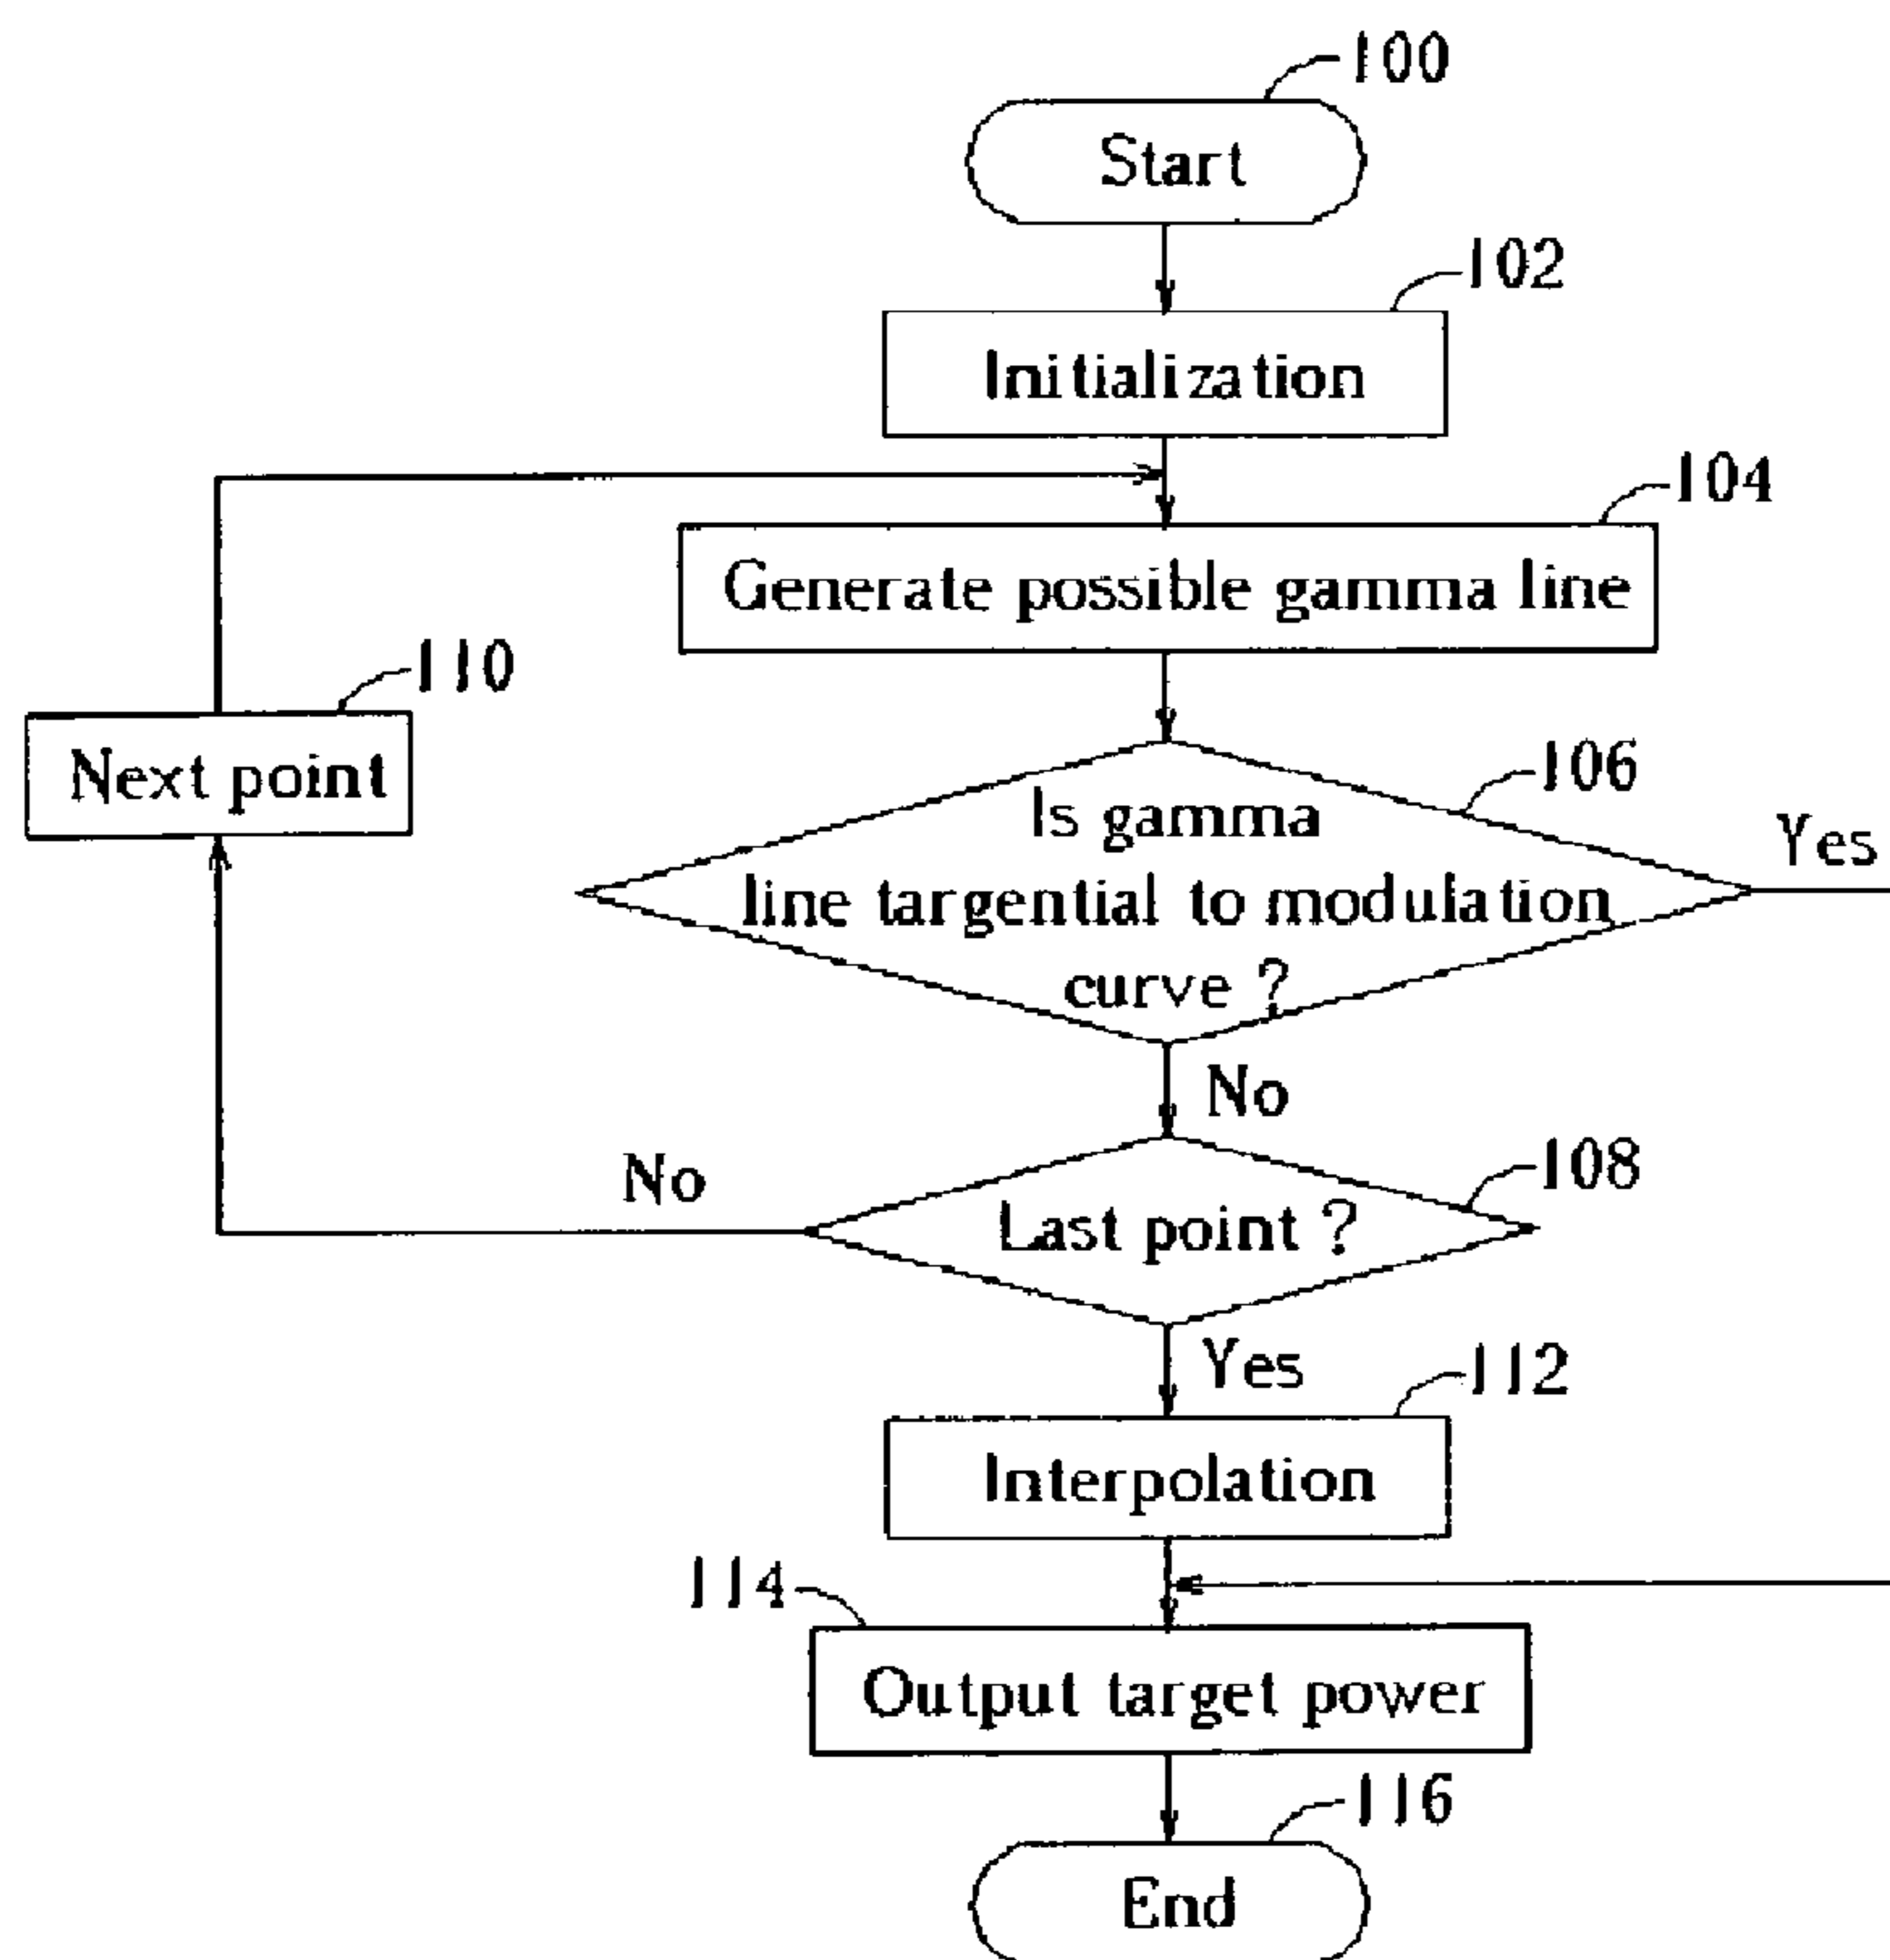 100
Start
102
Initialization
104
Generate possible gamma line
110
Next point
106
Is gamma
line targential to modulation
curve ?
Yes
No
108
Last point ?
No
Yes
112
Interpolation
114
Output target power
116
End